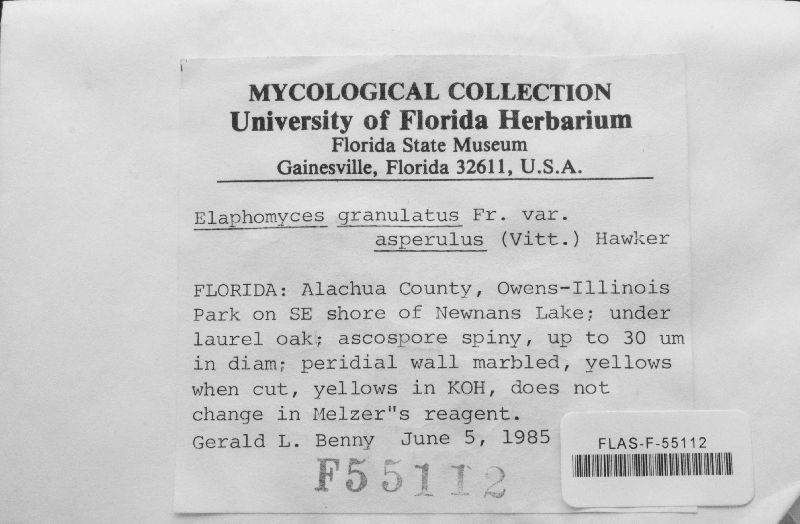 MYCOLOGICAL COLLECTION
University of Florida Herbarium
Florida State Museum
Gainesville, Florida 32611, U.S.A.
Elaphomyces granulatus Fr. var.
asperulus (Vitt.) Hawker
FLORIDA: Alachua County, Owens-Illinois
Park on SE shore of Newnans Lake; under
laurel oak; ascospore spiny, up to 30 um
in diam; peridial wall marbled, yellows
when cut, yellows in KOH, does not
change in Melzer"s reagent.
Gerald L. Benny June 5, 1985
FLAS-F-55112
F55112